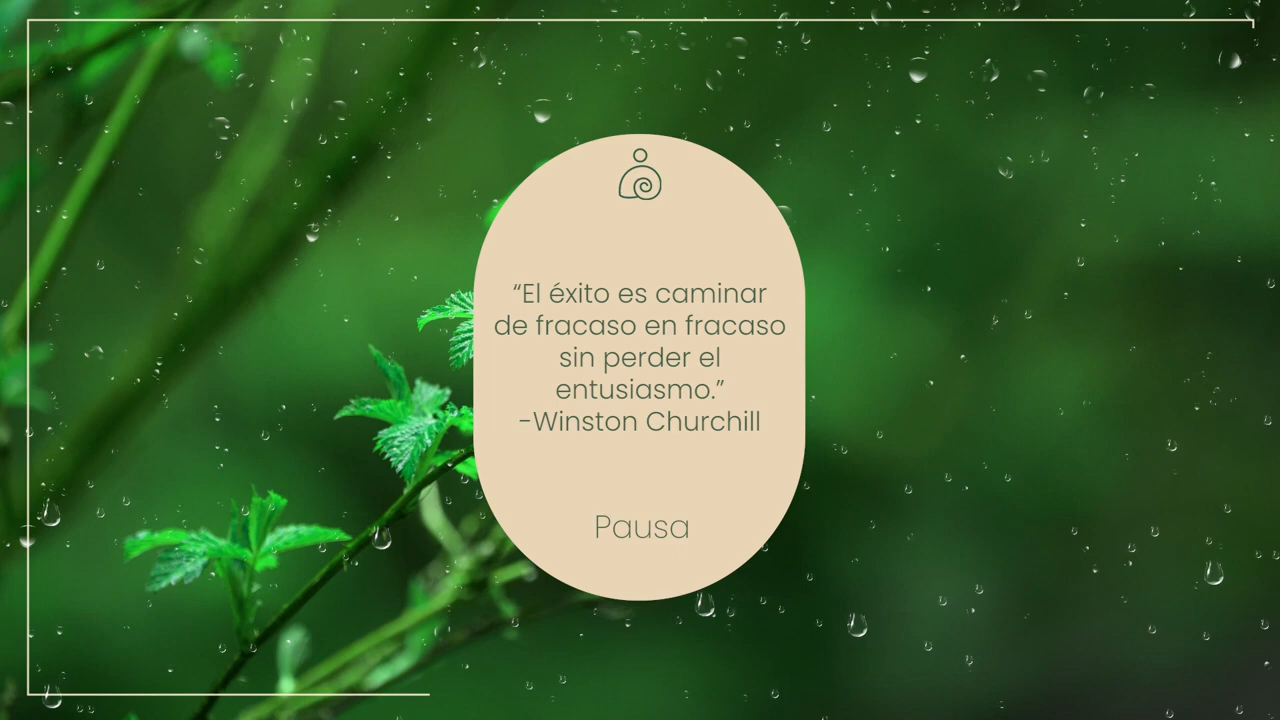 “El éxito es caminar
de fracaso en fracaso
sin perder el
entusiasmo.”
-Winston Churchill
Pausa